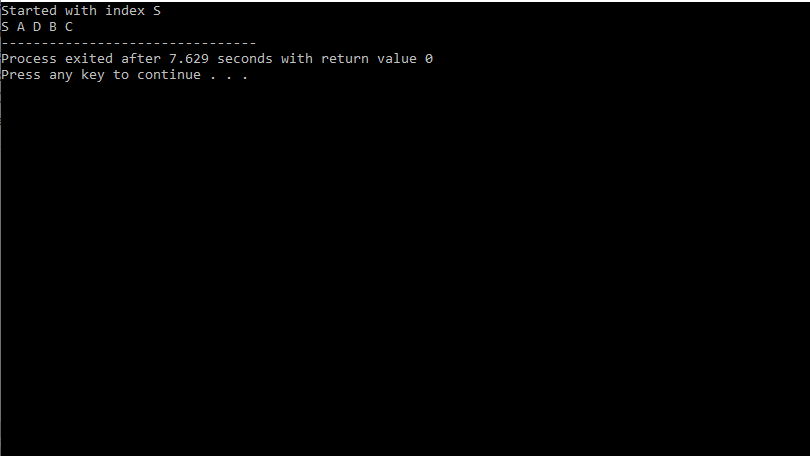 Started with index S
S A D B C
--------------------------------
Process exited after 7.629 seconds with return value 0
Press any key to continue . . .